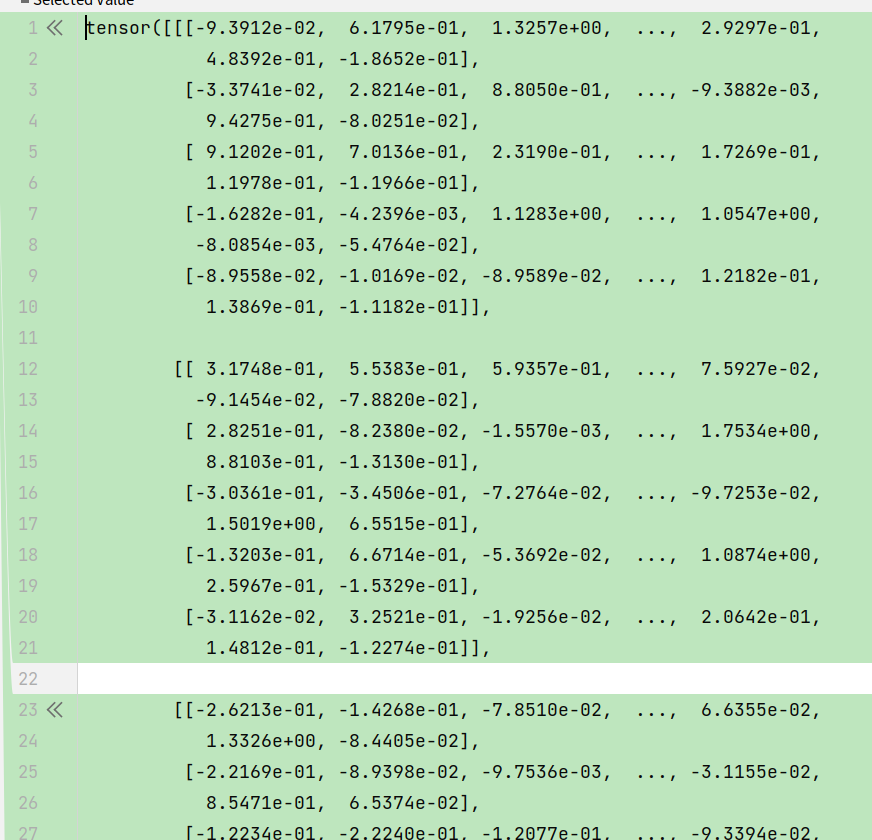 Selected Value
1 tensor([[[-9.3912e-02,  6.1795e-01,  1.3257e+00,  ...,  2.9297e-01,
2 4.8392e-01, -1.8652e-01],
3 [-3.3741e-02,  2.8214e-01,  8.8050e-01,  ..., -9.3882e-03,
4 9.4275e-01, -8.0251e-02],
5 [ 9.1202e-01,  7.0136e-01,  2.3190e-01,  ...,  1.7269e-01,
6 1.1978e-01, -1.1966e-01],
7 [-1.6282e-01, -4.2396e-03,  1.1283e+00,  ...,  1.0547e+00,
8 -8.0854e-03, -5.4764e-02],
9 [-8.9558e-02, -1.0169e-02, -8.9589e-02,  ...,  1.2182e-01,
10 1.3869e-01, -1.1182e-01]],
11
12 [[ 3.1748e-01,  5.5383e-01,  5.9357e-01,  ...,  7.5927e-02,
13 -9.1454e-02, -7.8820e-02],
14 [ 2.8251e-01, -8.2380e-02, -1.5570e-03,  ...,  1.7534e+00,
15 8.8103e-01, -1.3130e-01],
16 [-3.0361e-01, -3.4506e-01, -7.2764e-02,  ..., -9.7253e-02,
17 1.5019e+00,  6.5515e-01],
18 [-1.3203e-01,  6.6714e-01, -5.3692e-02,  ...,  1.0874e+00,
19 2.5967e-01, -1.5329e-01],
20 [-3.1162e-02,  3.2521e-01, -1.9256e-02,  ...,  2.0642e-01,
21 1.4812e-01, -1.2274e-01]],
22
23 [[-2.6213e-01, -1.4268e-01, -7.8510e-02,  ...,  6.6355e-02,
24 1.3326e+00, -8.4405e-02],
25 [-2.2169e-01, -8.9398e-02, -9.7536e-03,  ..., -3.1155e-02,
26 8.5471e-01,  6.5374e-02],
27 [-1.2234e-01, -2.2240e-01, -1.2077e-01,  ..., -9.3394e-02,